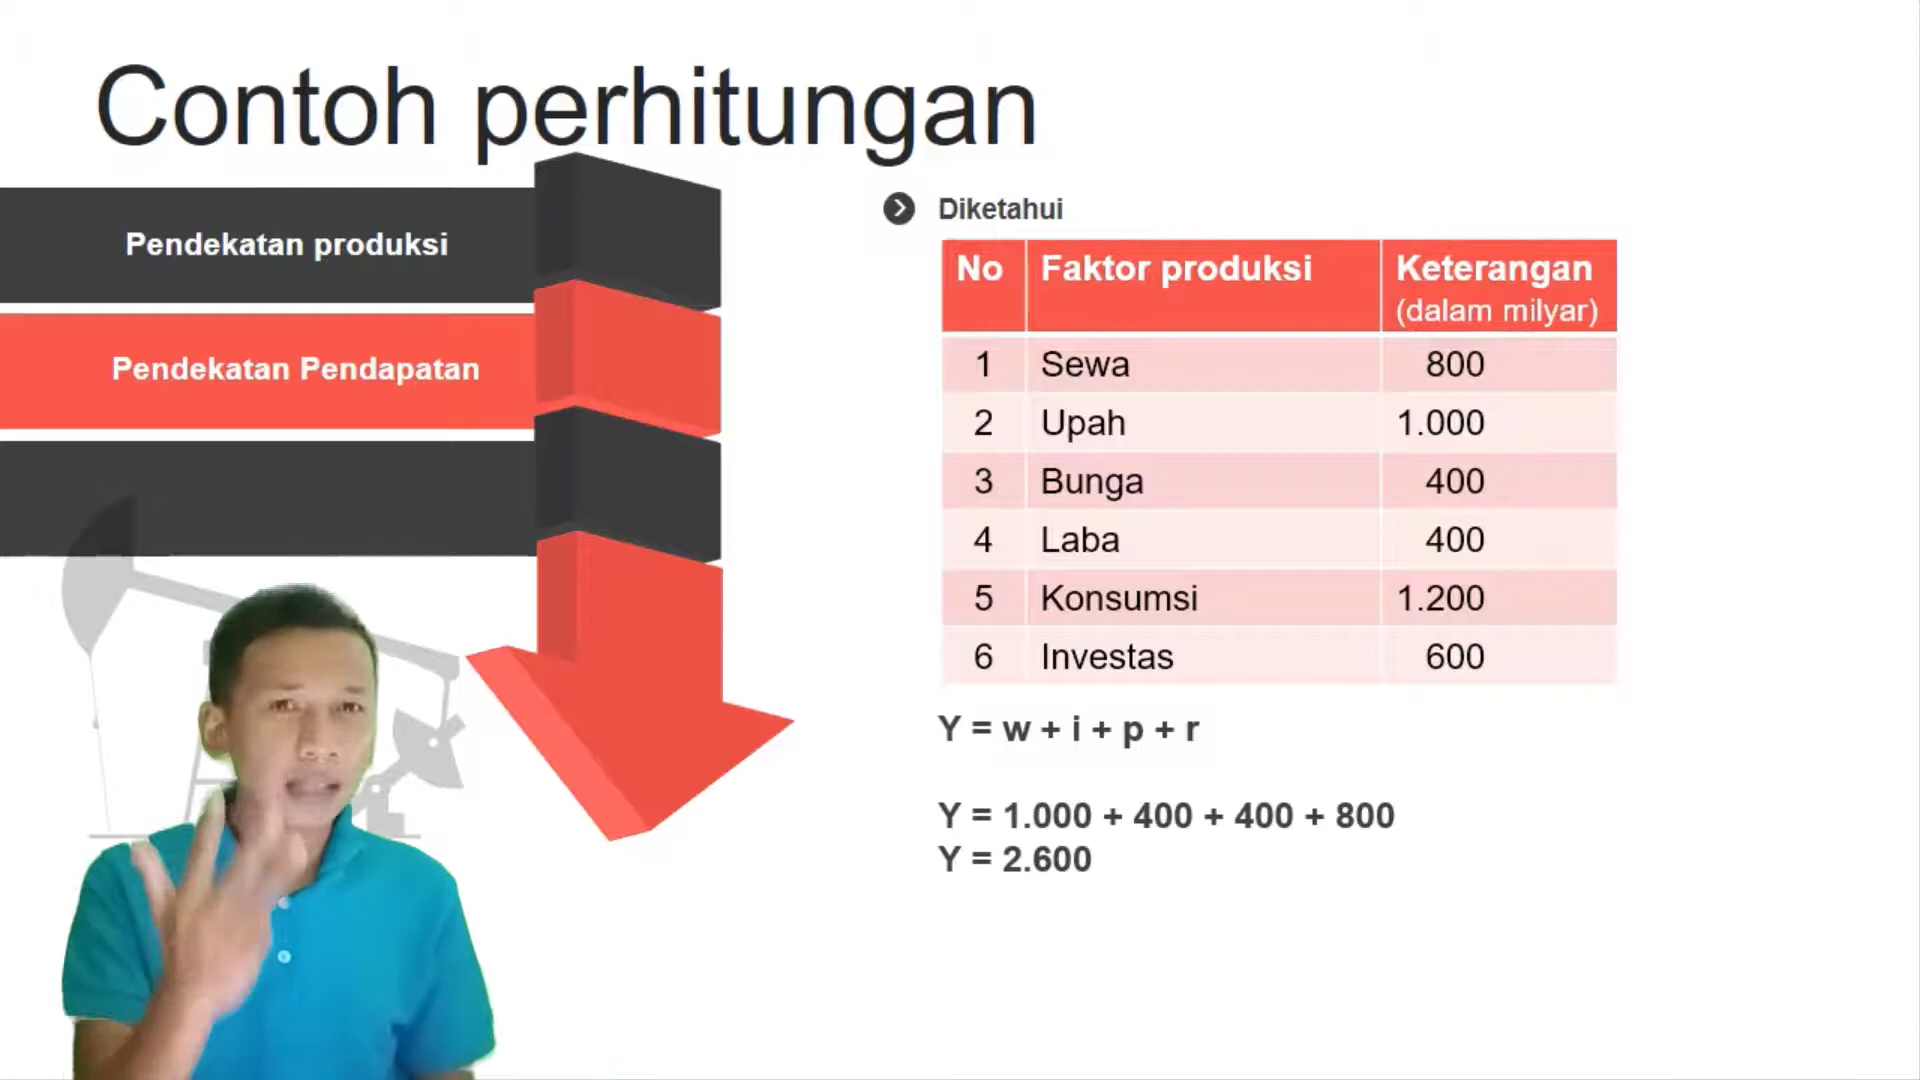 Contoh perhitungan
Pendekatan produksi
Pendekatan Pendapatan
Diketahui
No Faktor produksi Keterangan
(dalam milyar)
1 Sewa 800
2 Upah 1.000
3 Bunga 400
4 Laba 400
5 Konsumsi 1.200
6 Investas 600
Y = w + i + p + r
Y = 1.000 + 400 + 400 + 800
Y = 2.600